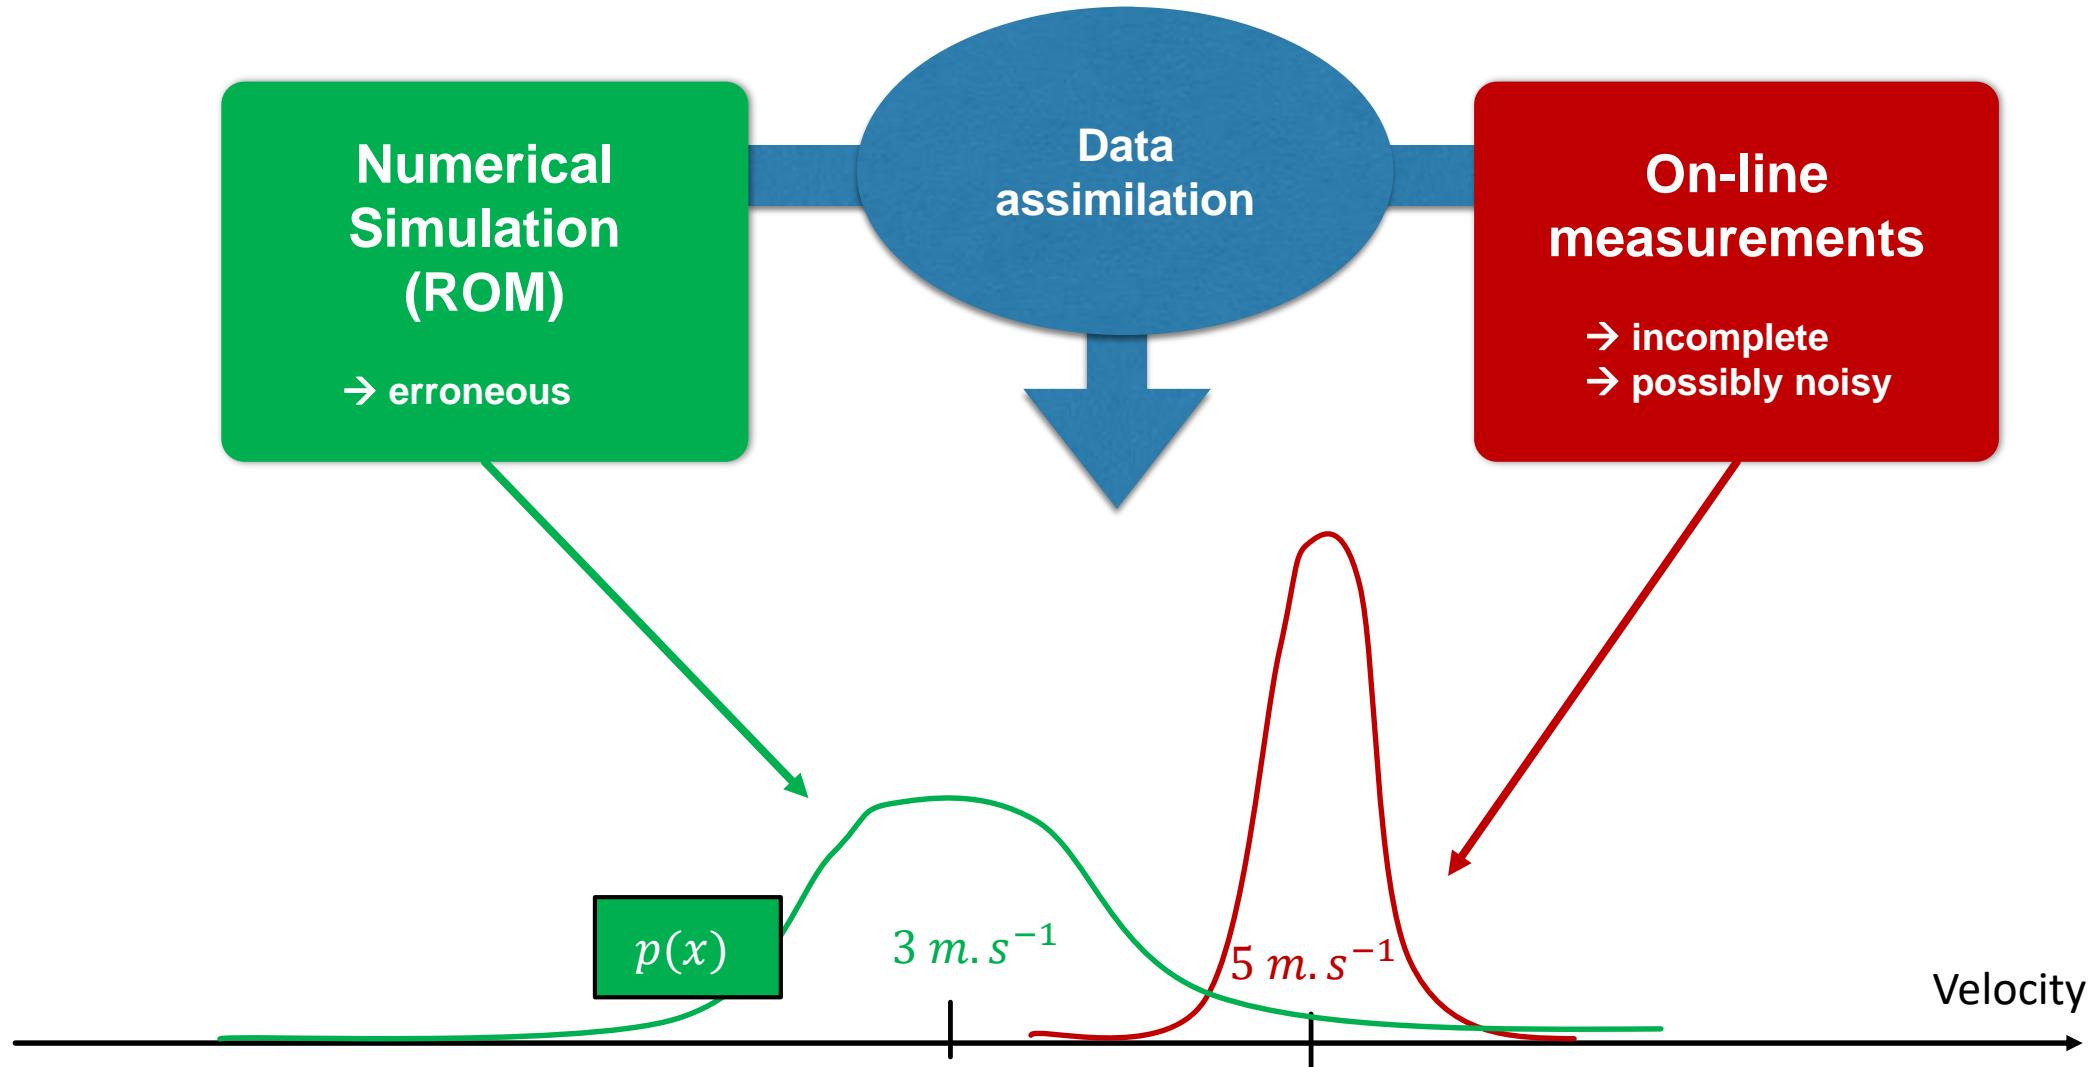 Numerical
Simulation
(ROM)
→ erroneous
Data
assimilation
On-line
measurements
→ incomplete
→ possibly noisy
p(x)
3 m.s⁻¹
5 m.s⁻¹
Velocity